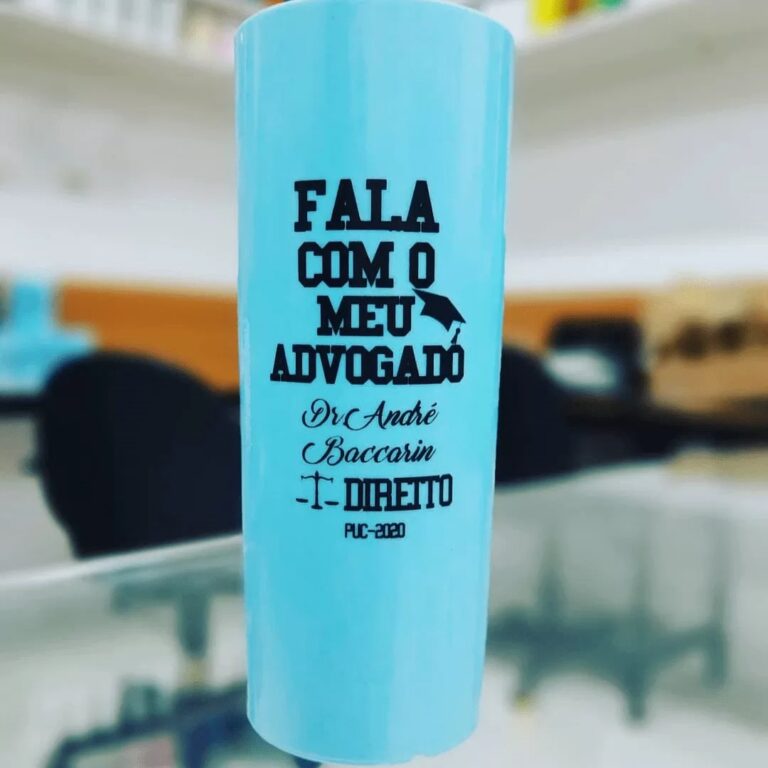 FALA
COM O
MEU
ADVOGADO
Dr André
Baccarin
DIREITO
PUC-2020